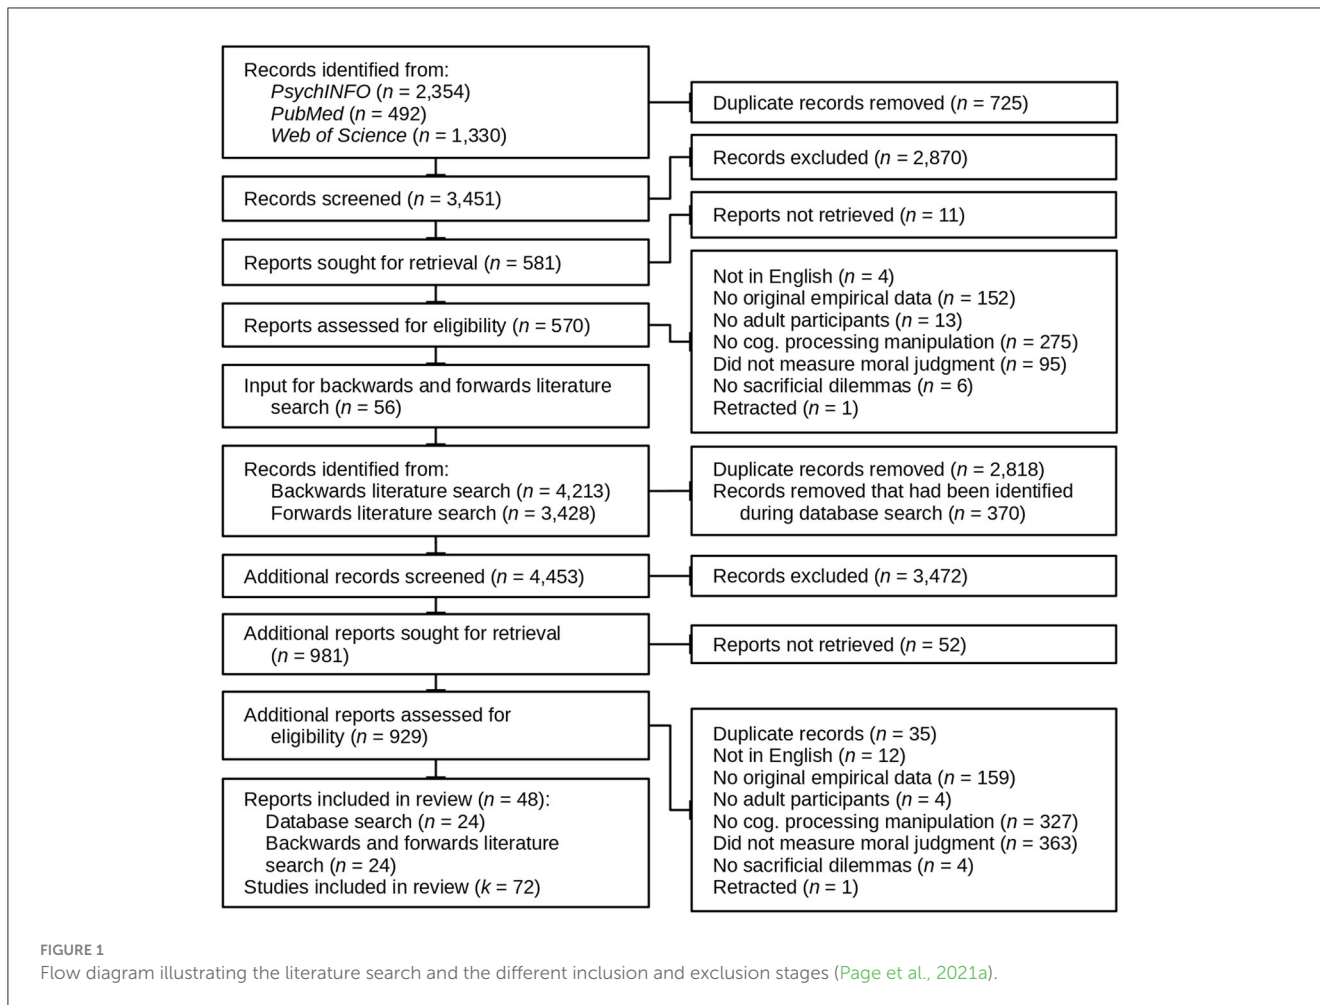 Records identified from:
PsychINFO (n = 2,354)
PubMed (n = 492)
Web of Science (n = 1,330)
Duplicate records removed (n = 725)
Records excluded (n = 2,870)
Records screened (n = 3,451)
Reports not retrieved (n = 11)
Reports sought for retrieval (n = 581)
Not in English (n = 4)
No original empirical data (n = 152)
No adult participants (n = 13)
No cog. processing manipulation (n = 275)
Did not measure moral judgment (n = 95)
No sacrificial dilemmas (n = 6)
Retracted (n = 1)
Reports assessed for eligibility (n = 570)
Input for backwards and forwards literature
search (n = 56)
Records identified from:
Backwards literature search (n = 4,213)
Forwards literature search (n = 3,428)
Duplicate records removed (n = 2,818)
Records removed that had been identified
during database search (n = 370)
Additional records screened (n = 4,453)
Records excluded (n = 3,472)
Additional reports sought for retrieval
(n = 981)
Reports not retrieved (n = 52)
Additional reports assessed for
eligibility (n = 929)
Duplicate records (n = 35)
Not in English (n = 12)
No original empirical data (n = 159)
No adult participants (n = 4)
No cog. processing manipulation (n = 327)
Did not measure moral judgment (n = 363)
No sacrificial dilemmas (n = 4)
Retracted (n = 1)
Reports included in review (n = 48):
Database search (n = 24)
Backwards and forwards literature
search (n = 24)
Studies included in review (k = 72)
FIGURE 1
Flow diagram illustrating the literature search and the different inclusion and exclusion stages (Page et al., 2021a).